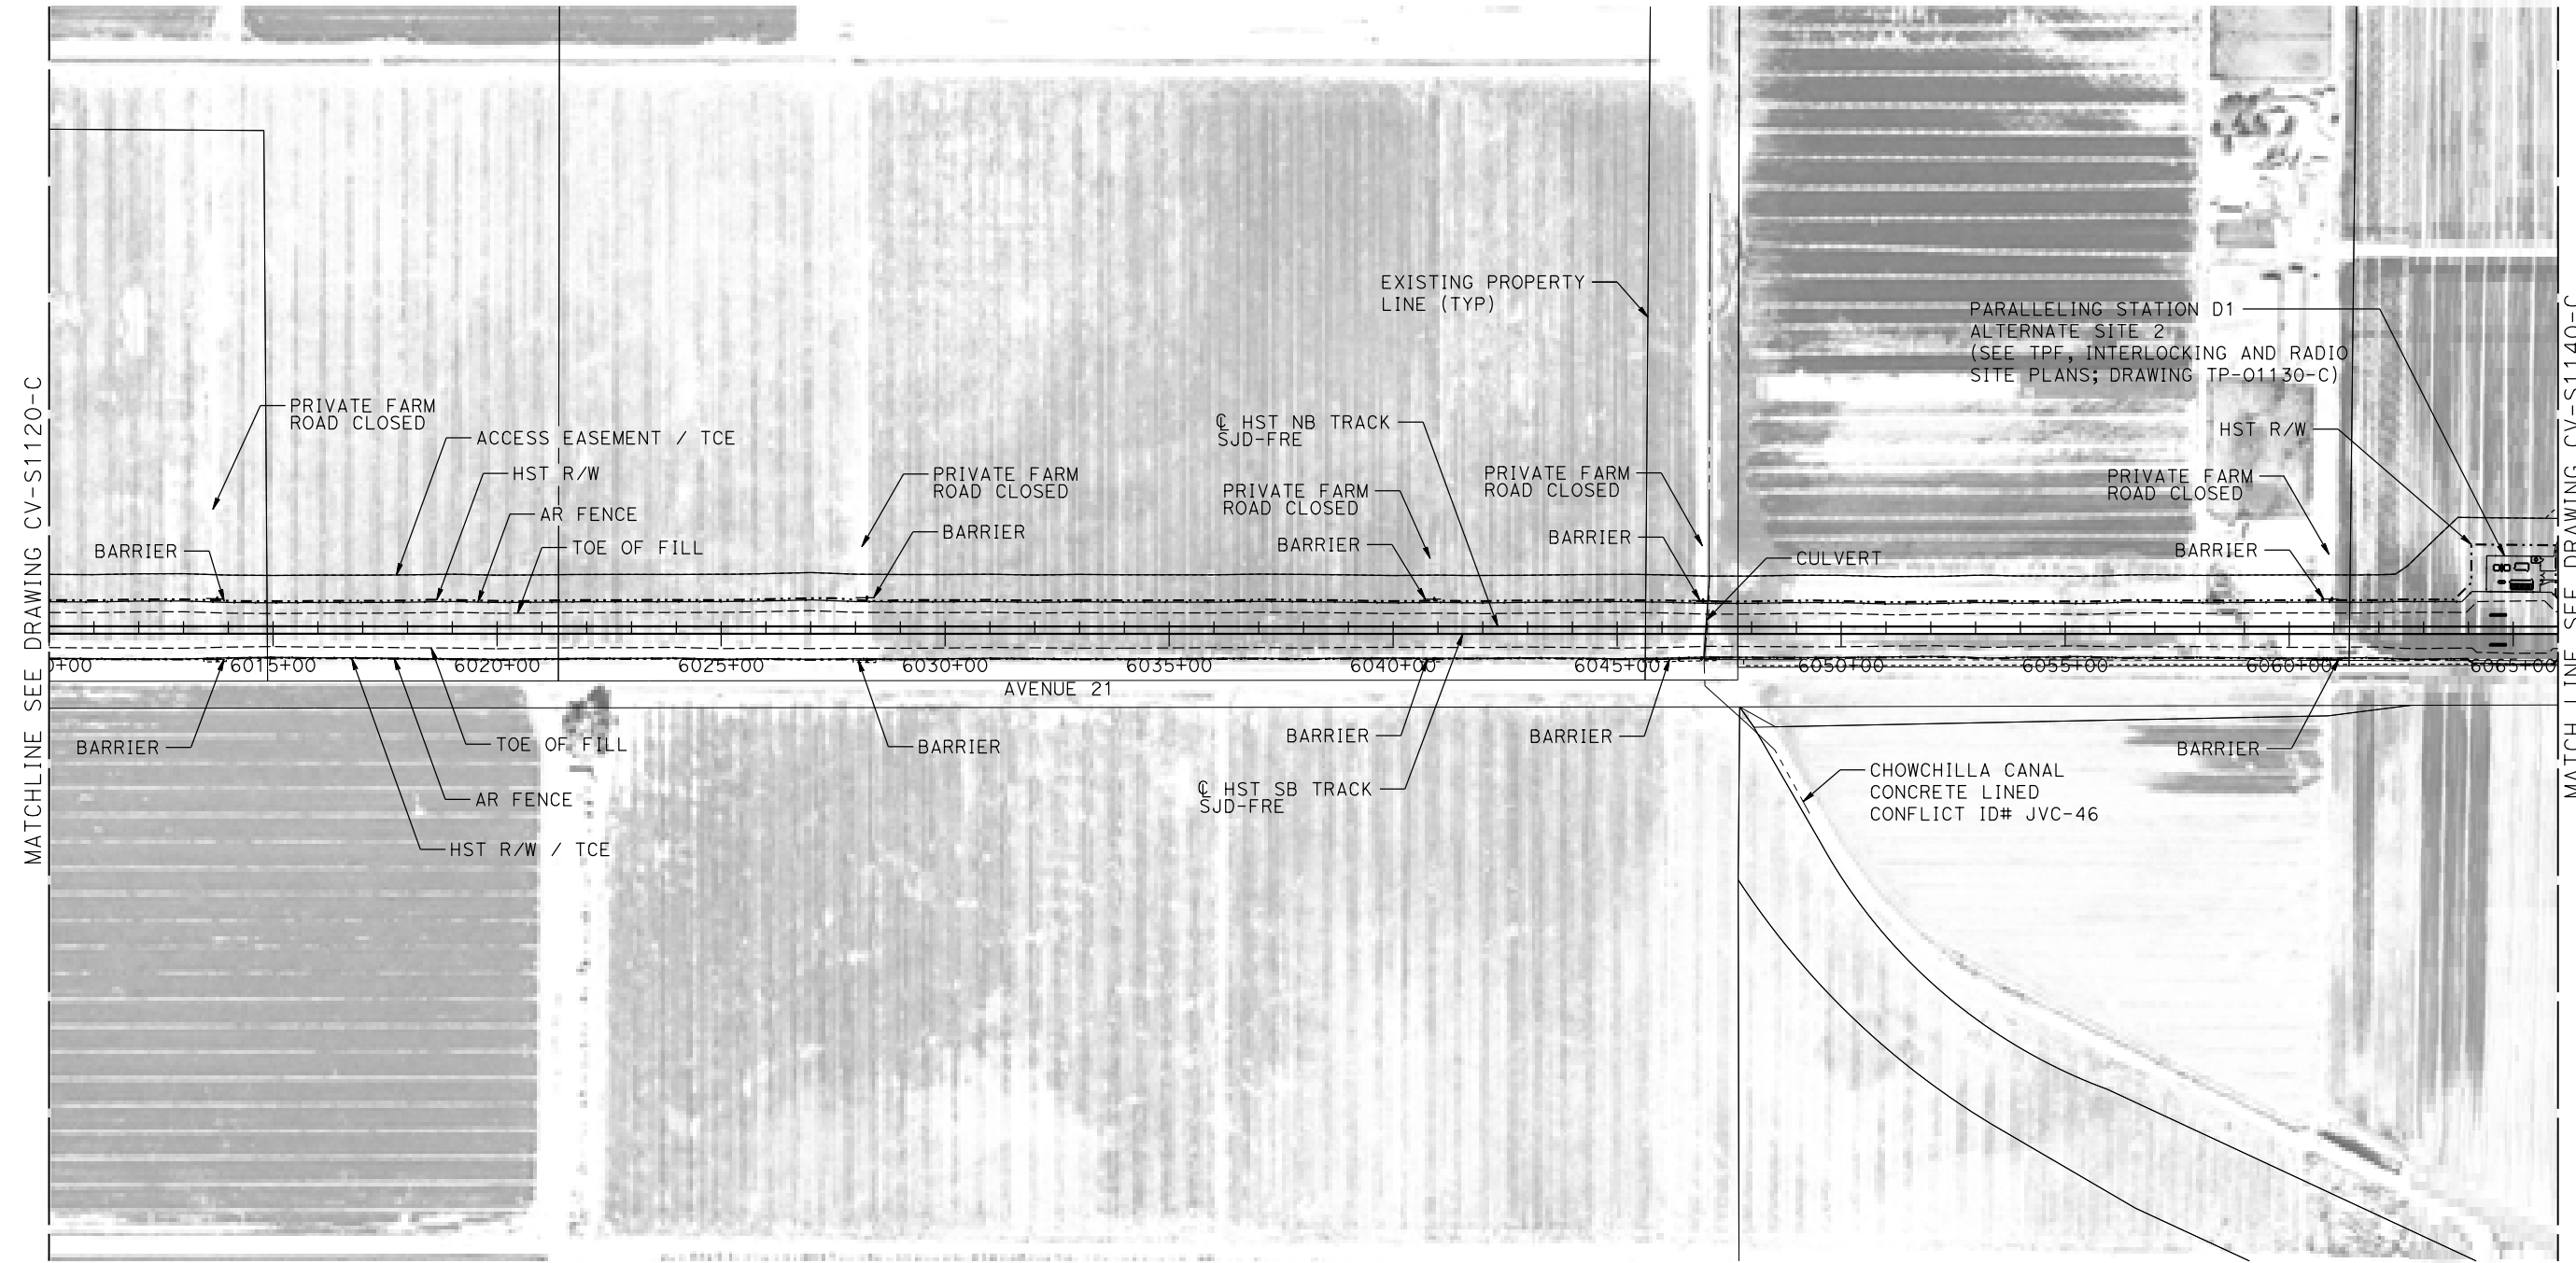 MATCHLINE SEE DRAWING CV-S1120-C
EXISTING PROPERTY
LINE (TYP)
PARALLELING STATION D1
ALTERNATE SITE 2
(SEE TPF, INTERLOCKING AND RADIO
SITE PLANS; DRAWING TP-01130-C)
PRIVATE FARM
ROAD CLOSED
ACCESS EASEMENT / TCE
HST R/W
AR FENCE
TOE OF FILL
BARRIER
PRIVATE FARM
ROAD CLOSED
BARRIER
℄ HST NB TRACK
SJD-FRE
PRIVATE FARM
ROAD CLOSED
BARRIER
PRIVATE FARM
ROAD CLOSED
BARRIER
CULVERT
HST R/W
PRIVATE FARM
ROAD CLOSED
BARRIER
0+00 6015+00 6020+00 6025+00 6030+00 6035+00 6040+00 6045+00 6050+00 6055+00 6060+00 6065+00
AVENUE 21
BARRIER
TOE OF FILL
AR FENCE
HST R/W / TCE
BARRIER
BARRIER
℄ HST SB TRACK
SJD-FRE
BARRIER
CHOWCHILLA CANAL
CONCRETE LINED
CONFLICT ID# JVC-46
BARRIER
MATCHLINE SEE DRAWING CV-S1140-C